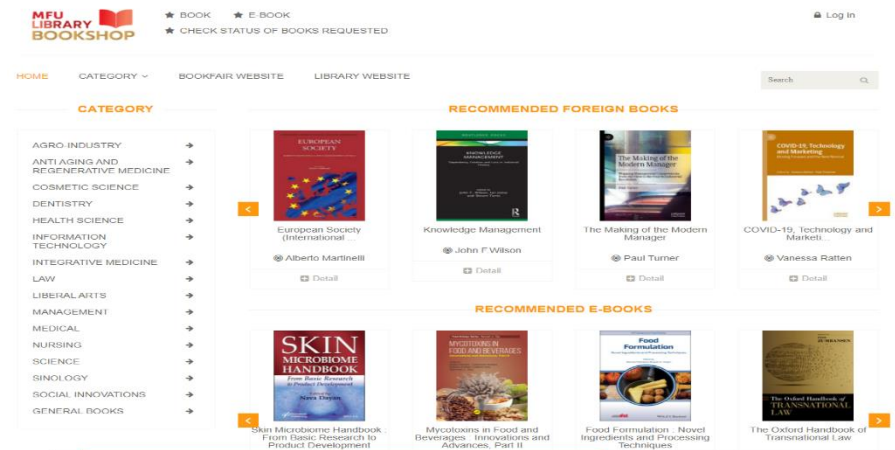 MFU
LIBRARY
BOOKSHOP
★ BOOK ★ E-BOOK
★ CHECK STATUS OF BOOKS REQUESTED
Log In
HOME CATEGORY BOOKFAIR WEBSITE LIBRARY WEBSITE
Search
CATEGORY
AGRO-INDUSTRY
ANTI AGING AND
REGENERATIVE MEDICINE
COSMETIC SCIENCE
DENTISTRY
HEALTH SCIENCE
INFORMATION
TECHNOLOGY
INTEGRATIVE MEDICINE
LAW
LIBERAL ARTS
MANAGEMENT
MEDICAL
NURSING
SCIENCE
SINOLOGY
SOCIAL INNOVATIONS
GENERAL BOOKS
RECOMMENDED FOREIGN BOOKS
EUROPEAN
SOCIETY
European Society
(International ...
Alberto Martinelli
Detail
KNOWLEDGE
MANAGEMENT
R
Knowledge Management
John F Wilson
Detail
The Making of the
Modern Manager
The Making of the Modern
Manager
Paul Turner
Detail
COVID-19, Technology
and Marketing
COVID-19, Technology and
Marketi...
Vanessa Ratten
Detail
RECOMMENDED E-BOOKS
SKIN
MICROBIOME
HANDBOOK
From Basic Research
to Product Development
Nava Dayan
Skin Microbiome Handbook :
From Basic Research to
Product Development
MYCOTOXINS IN
FOOD AND BEVERAGES
Mycotoxins in Food and
Beverages : Innovations and
Advances, Part II
Food
Formulation
Food Formulation : Novel
Ingredients and Processing
Techniques
The Oxford Handbook of
TRANSNATIONAL
LAW
The Oxford Handbook of
Transnational Law